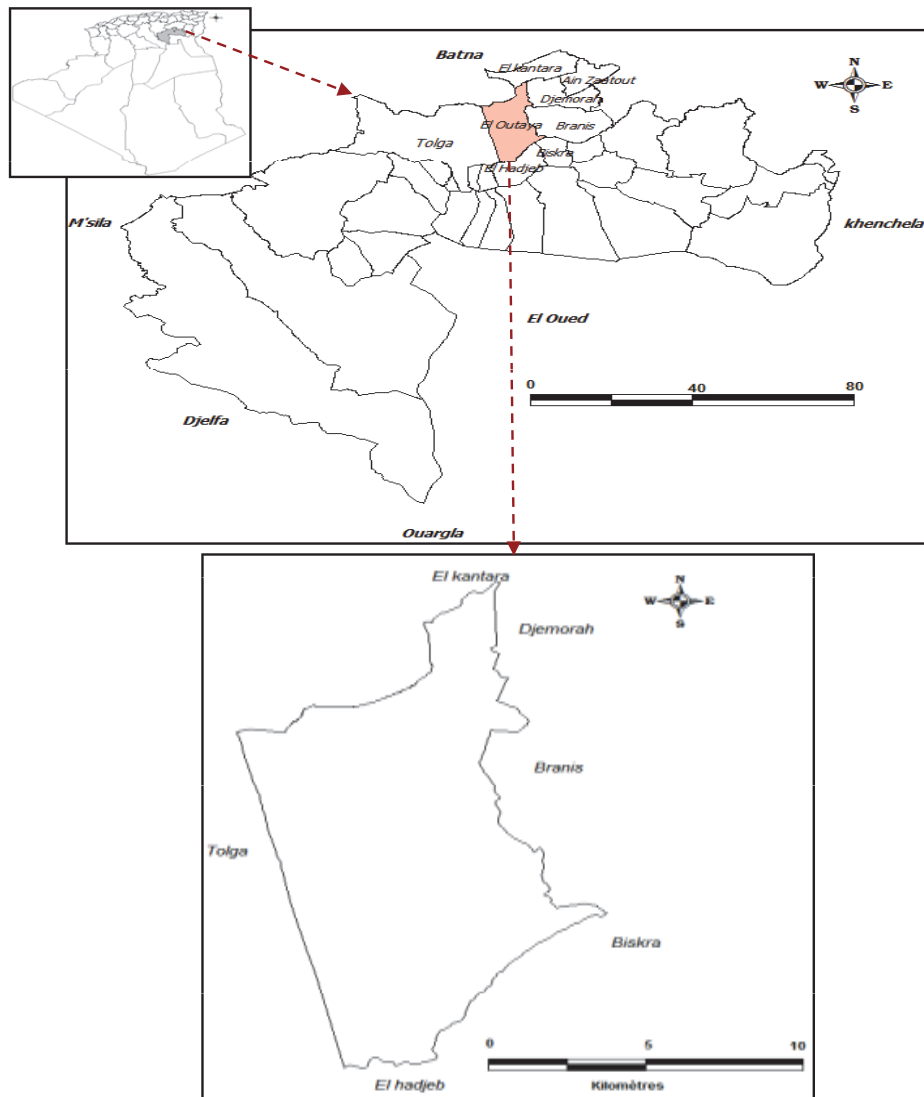 Batna
El kantara
Ain Zaatout
N
W E
S
Djemorah
El Outaya
Branis
Tolga
Biskra
El Hadjeb
M'sila
khenchela
El Oued
0 40 80
Djelfa
Ouargla
El kantara
N
W E
S
Djemorah
Branis
Tolga
Biskra
0 5 10
Kilomètres
El hadjeb